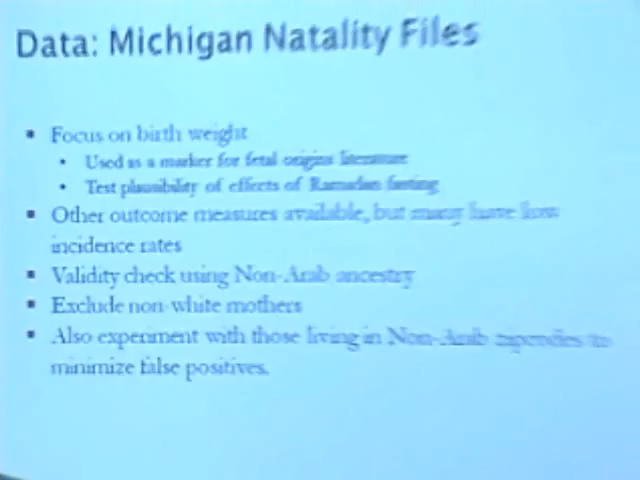 Data: Michigan Natality Files
▪ Focus on birth weight
• Used as a marker for fetal origins literature
• Test plausibility of effects of Ramadan fasting
▪ Other outcome measures available, but many have low
incidence rates
▪ Validity check using Non-Arab ancestry
▪ Exclude non-white mothers
▪ Also experiment with those living in Non-Arab to
minimize false positives.